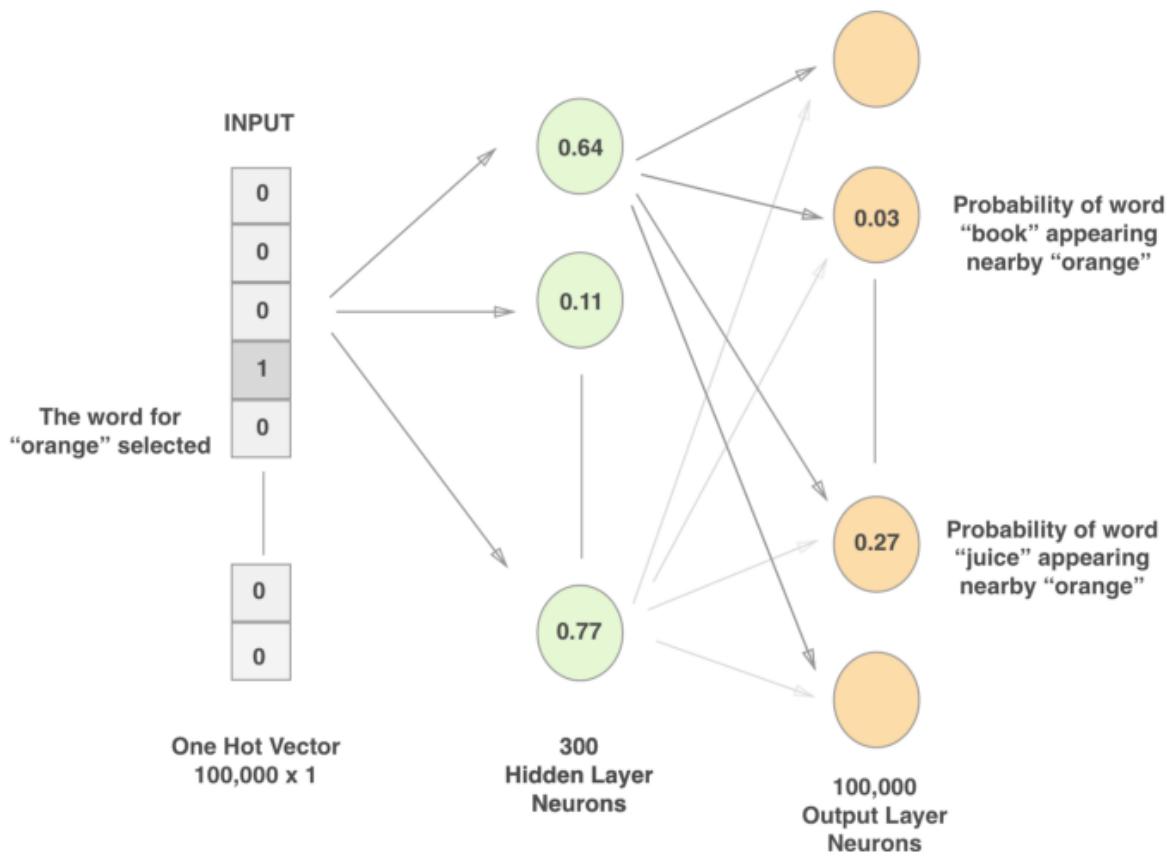 INPUT
0
0
0
1
0
0
0
The word for
“orange” selected
One Hot Vector
100,000 x 1
0.64
0.11
0.77
300
Hidden Layer
Neurons
0.03
0.27
100,000
Output Layer
Neurons
Probability of word
“book” appearing
nearby “orange”
Probability of word
“juice” appearing
nearby “orange”